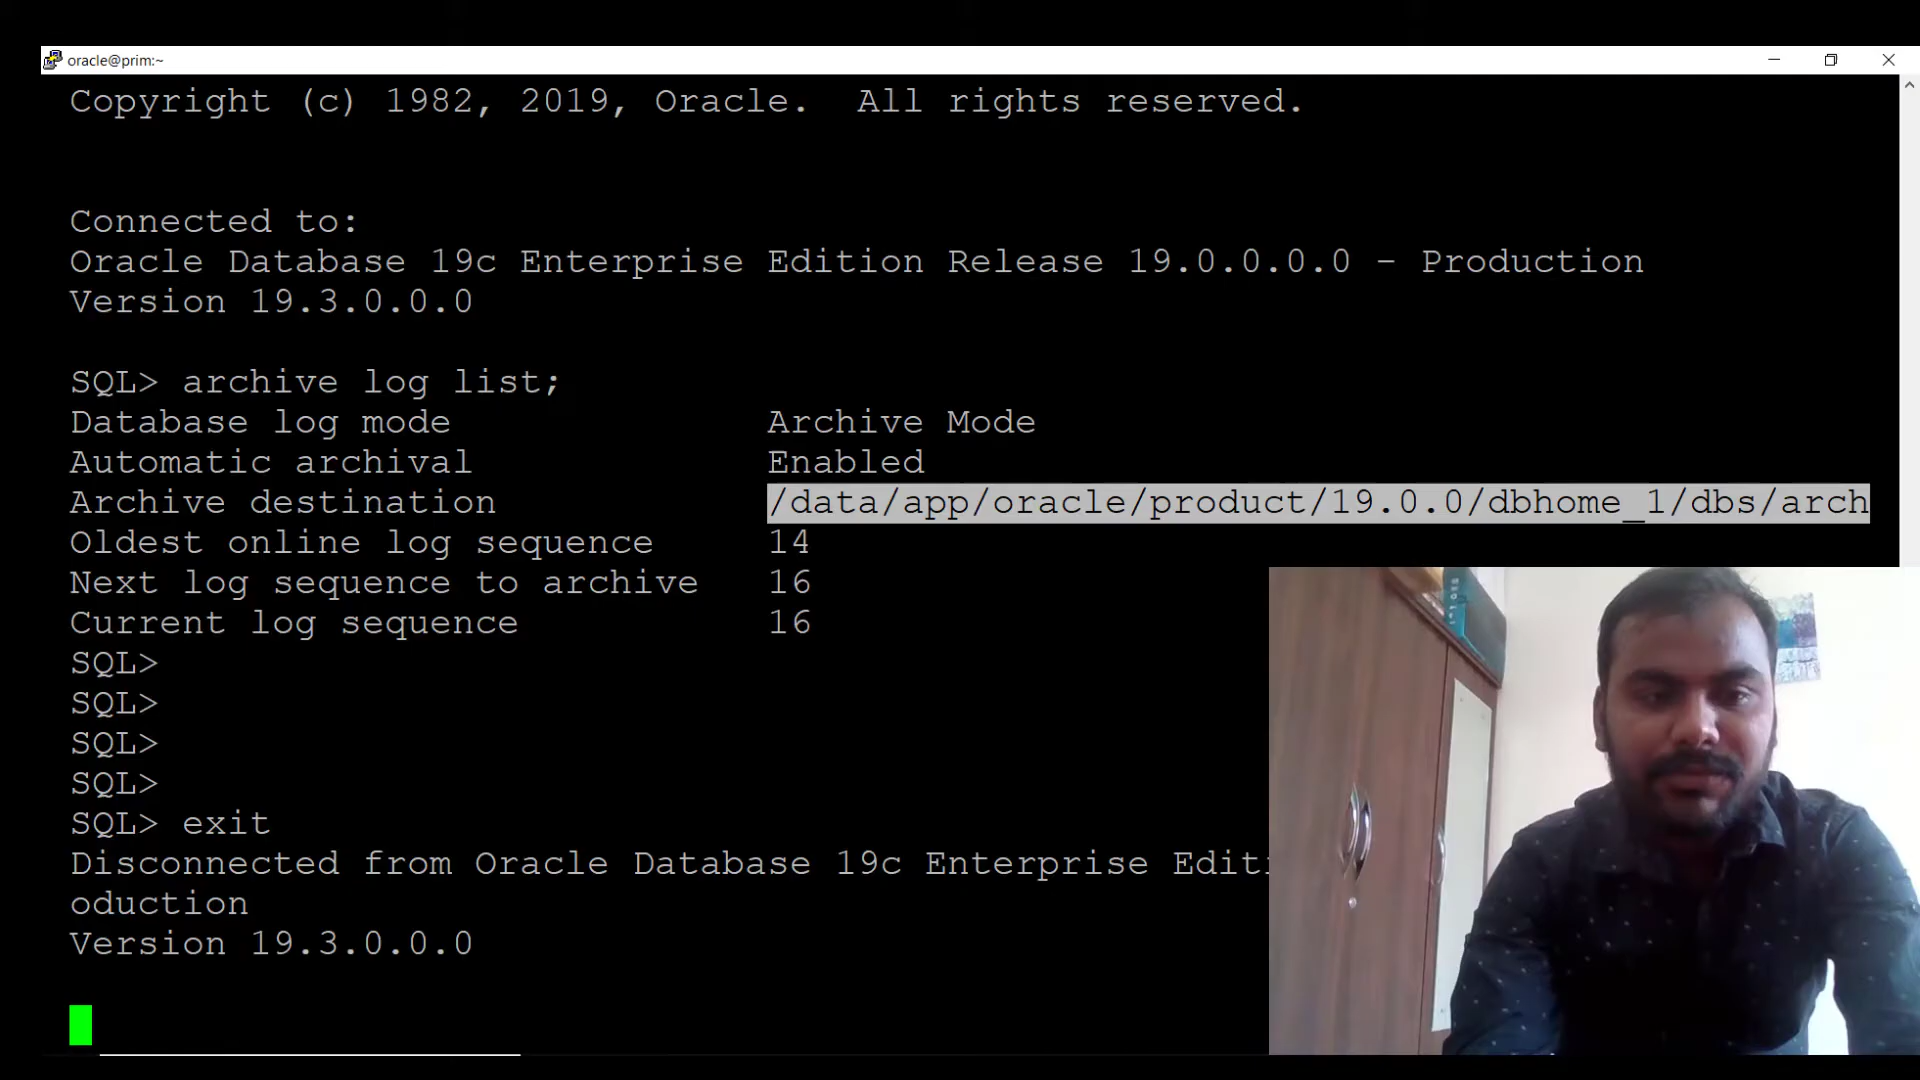 oracle@prim:~
Copyright (c) 1982, 2019, Oracle.  All rights reserved.
Connected to:
Oracle Database 19c Enterprise Edition Release 19.0.0.0.0 - Production
Version 19.3.0.0.0
SQL> archive log list;
Database log mode              Archive Mode
Automatic archival             Enabled
Archive destination            /data/app/oracle/product/19.0.0/dbhome_1/dbs/arch
Oldest online log sequence     14
Next log sequence to archive   16
Current log sequence           16
SQL>
SQL>
SQL>
SQL>
SQL> exit
Disconnected from Oracle Database 19c Enterprise Editi
oduction
Version 19.3.0.0.0